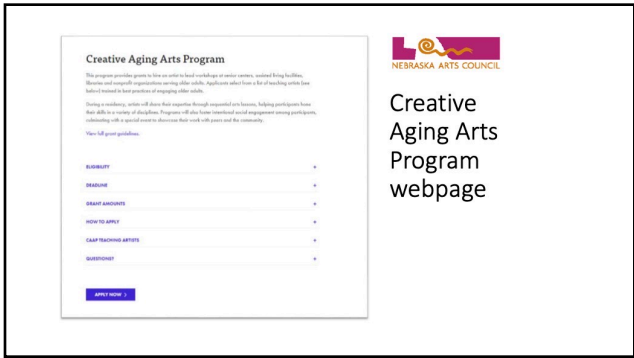 Creative Aging Arts Program
This program provides grants to hire an artist to lead workshops at senior centers, assisted living facilities,
libraries and nonprofit organizations serving older adults. Applicants select from a list of teaching artists (see
below) trained in best practices of engaging older adults.
During a residency, artists will share their expertise through sequential arts lessons, helping participants hone
their skills in a variety of disciplines. Programs will also foster intentional social engagement among participants,
culminating with a special event to showcase their work with peers and the community.
View full grant guidelines.
ELIGIBILITY +
DEADLINE +
GRANT AMOUNTS +
HOW TO APPLY +
CAAP TEACHING ARTISTS +
QUESTIONS? +
APPLY NOW >
NEBRASKA ARTS COUNCIL
Creative
Aging Arts
Program
webpage